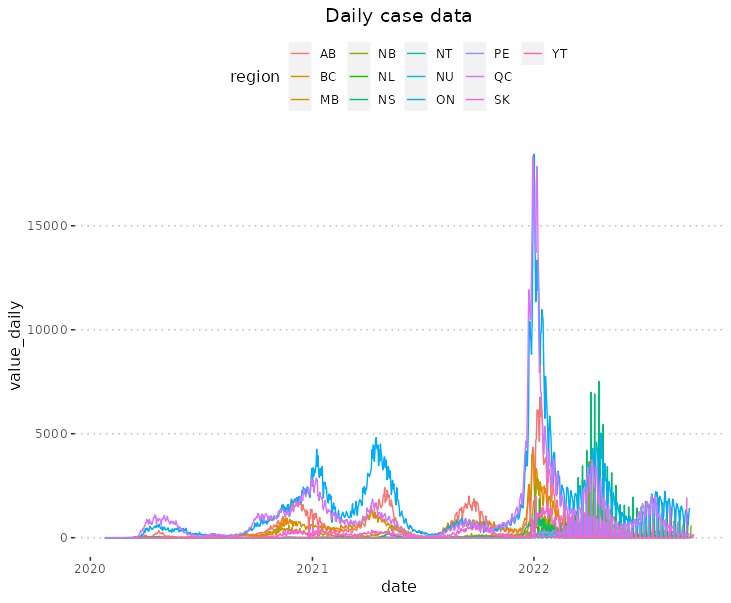 Daily case data
region
AB NB NT PE YT
BC NL NU QC
MB NS ON SK
value_daily
15000
10000
5000
0
2020 2021 2022
date